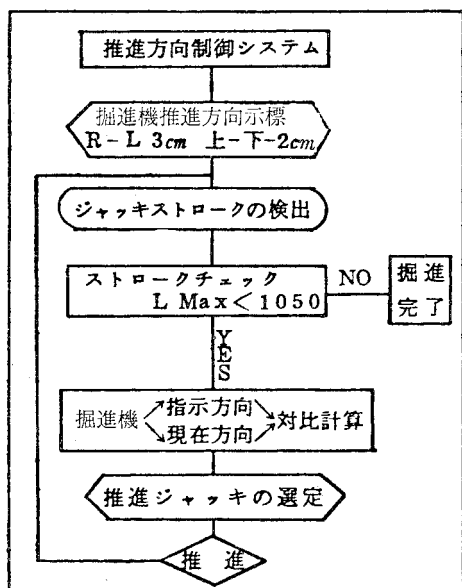 推進方向制御システム
掘進機推進方向示標
R-L 3cm 上-下-2cm
ジャッキストロークの検出
ストロークチェック
L Max<1050
NO
掘進
完了
YES
掘進機
指示方向
現在方向
対比計算
推進ジャッキの選定
推進